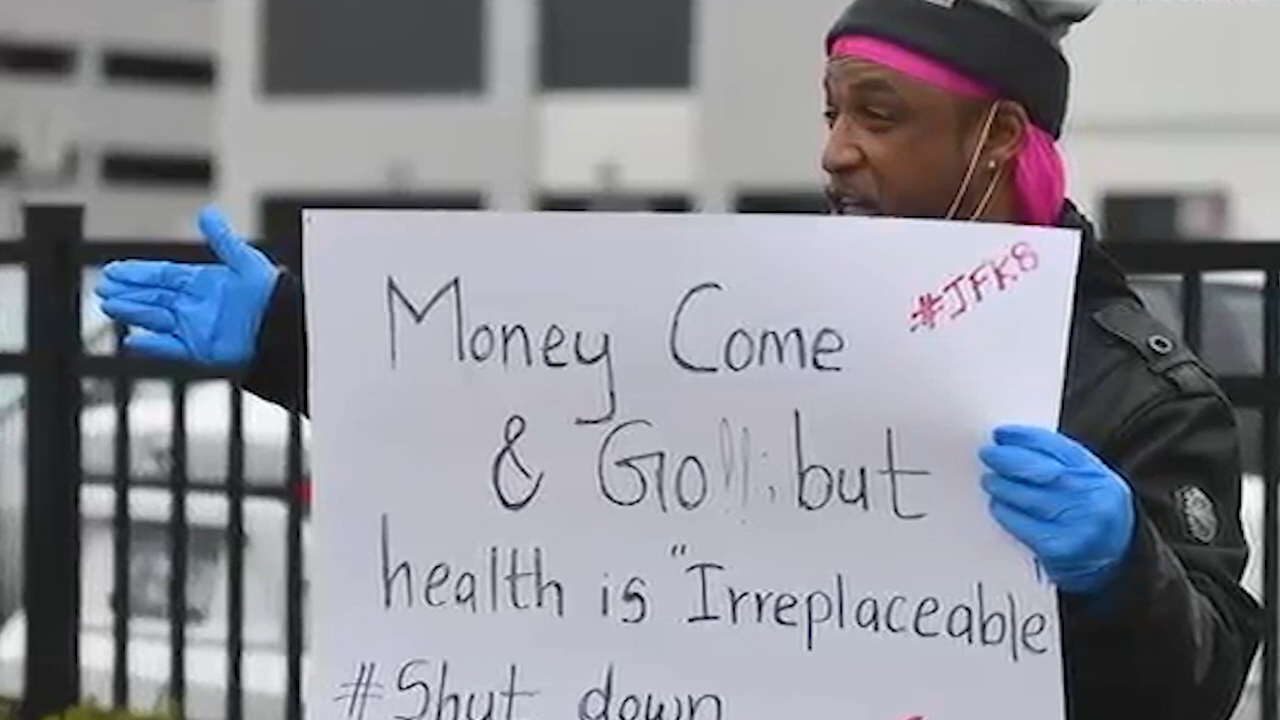 #JFK8
Money Come
& Go!!; but
health is "Irreplaceable"
#Shut down